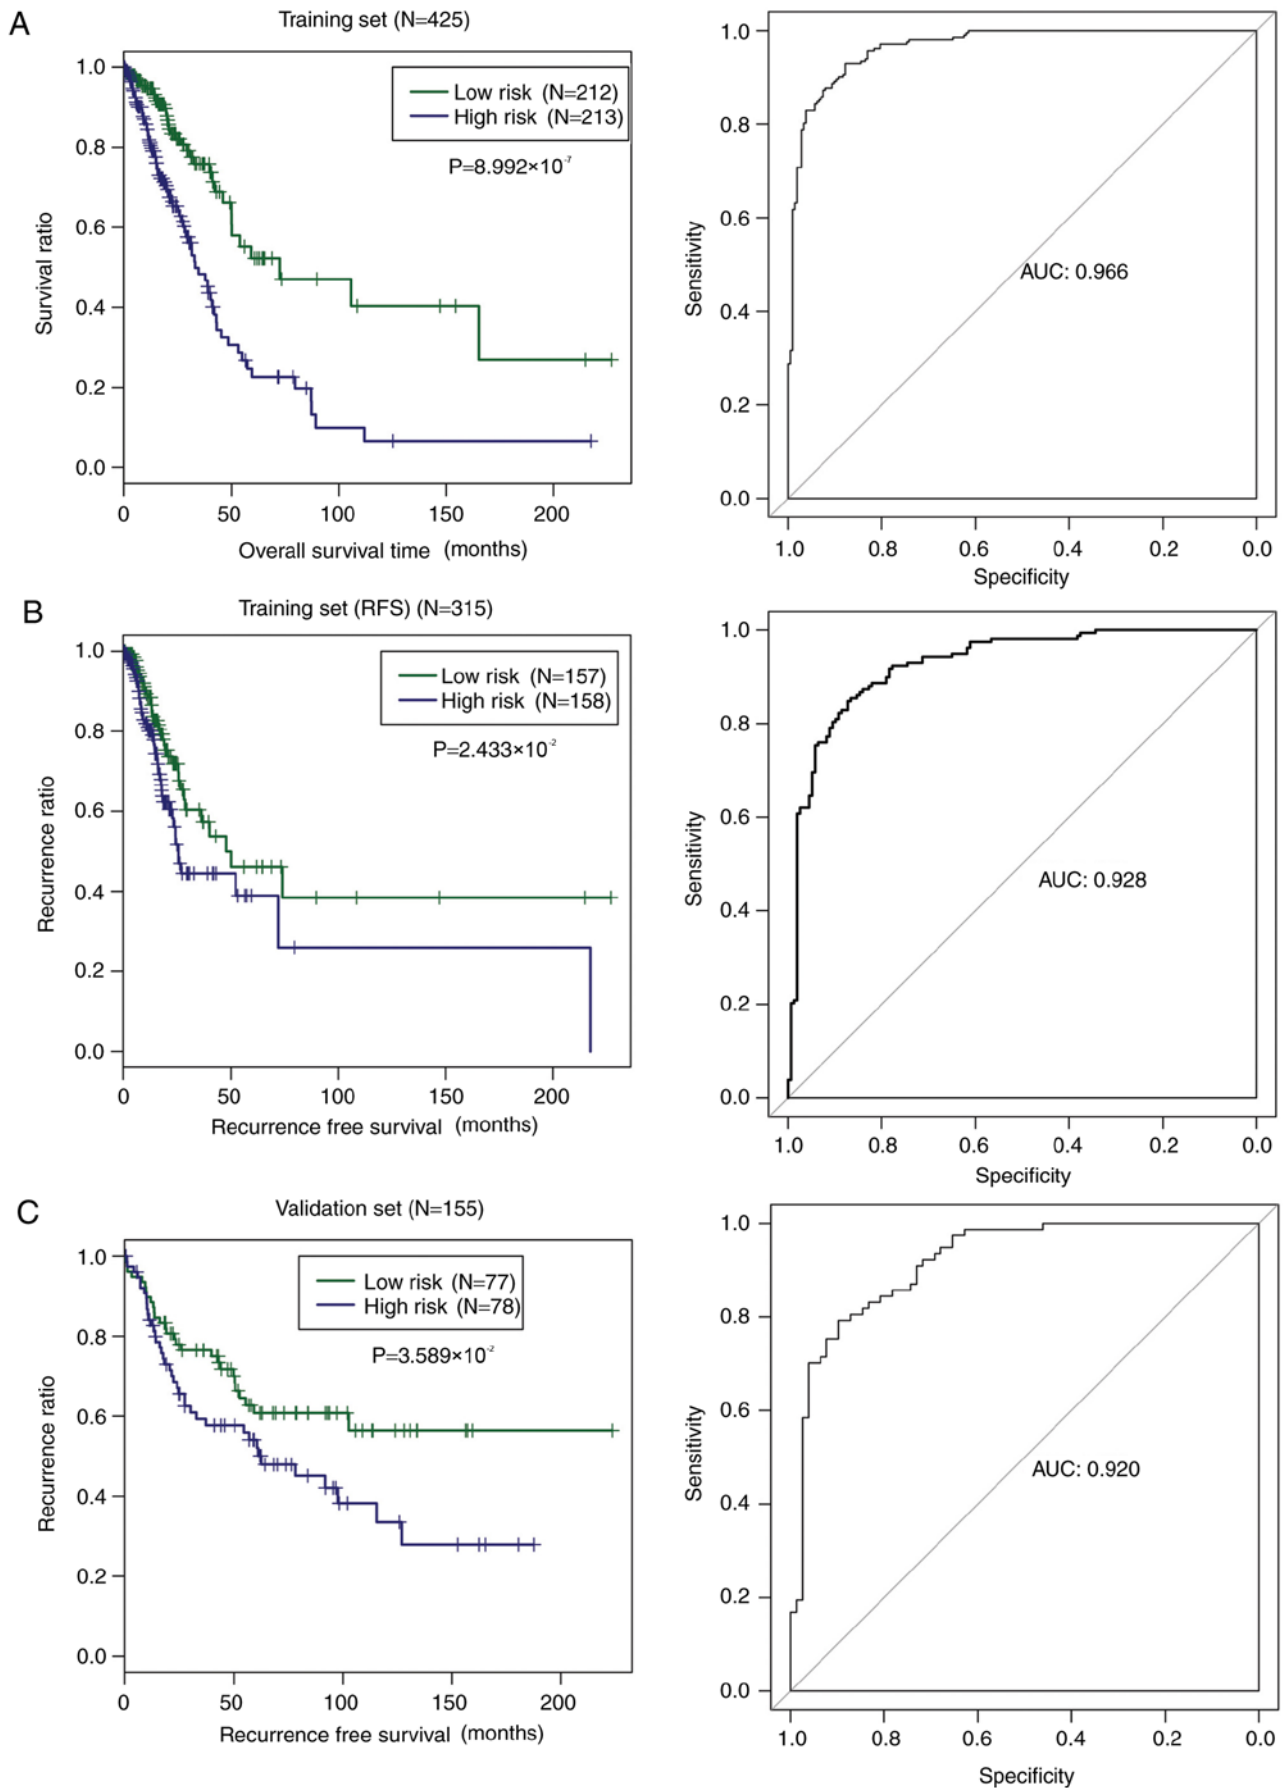 A
Training set (N=425)
1.0
0.8
0.6
0.4
0.2
0.0
Survival ratio
Low risk (N=212)
High risk (N=213)
P=8.992×10⁻⁷
0 50 100 150 200
Overall survival time (months)
1.0
0.8
0.6
0.4
0.2
0.0
Sensitivity
AUC: 0.966
1.0 0.8 0.6 0.4 0.2 0.0
Specificity
B
Training set (RFS) (N=315)
1.0
0.8
0.6
0.4
0.2
0.0
Recurrence ratio
Low risk (N=157)
High risk (N=158)
P=2.433×10⁻²
0 50 100 150 200
Recurrence free survival (months)
1.0
0.8
0.6
0.4
0.2
0.0
Sensitivity
AUC: 0.928
1.0 0.8 0.6 0.4 0.2 0.0
Specificity
C
Validation set (N=155)
1.0
0.8
0.6
0.4
0.2
0.0
Recurrence ratio
Low risk (N=77)
High risk (N=78)
P=3.589×10⁻²
0 50 100 150 200
Recurrence free survival (months)
1.0
0.8
0.6
0.4
0.2
0.0
Sensitivity
AUC: 0.920
1.0 0.8 0.6 0.4 0.2 0.0
Specificity